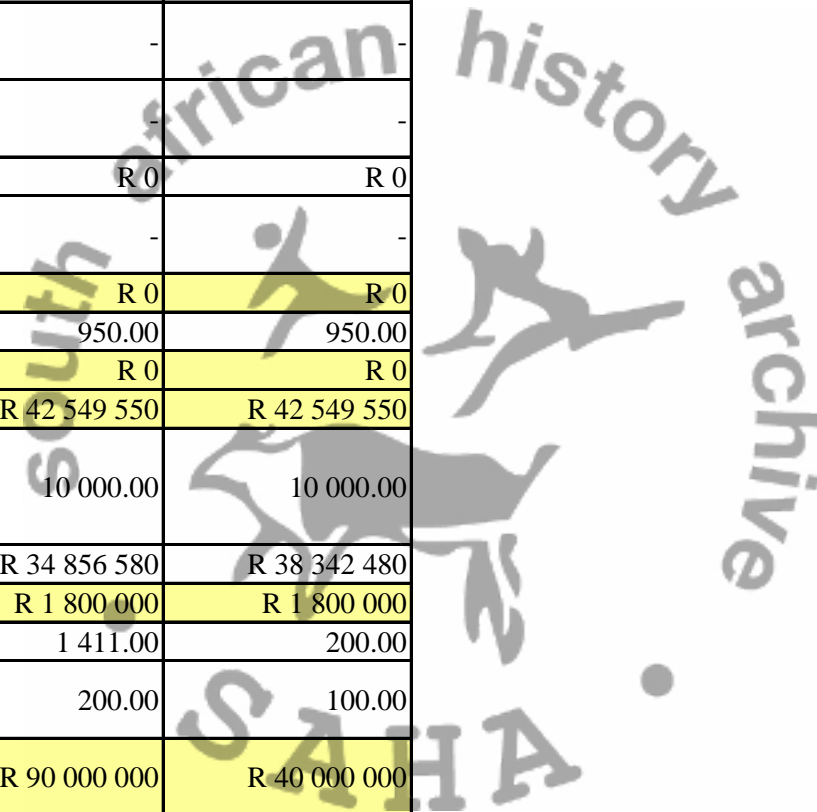 - -
- -
R 0 R 0
- -
R 0 R 0
950.00 950.00
R 0 R 0
R 42 549 550 R 42 549 550
10 000.00 10 000.00
R 34 856 580 R 38 342 480
R 1 800 000 R 1 800 000
1 411.00 200.00
200.00 100.00
R 90 000 000 R 40 000 000
south african history archive
• SAHA •